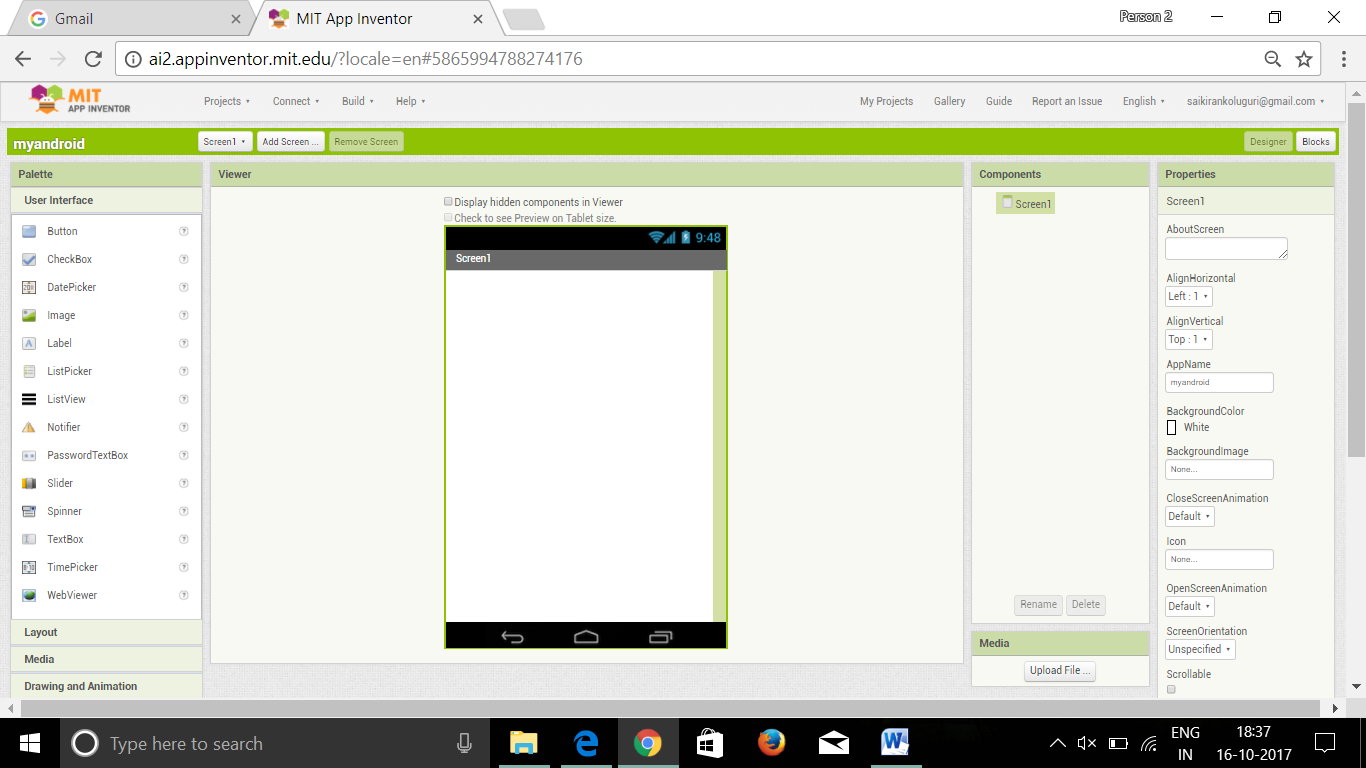 Gmail
MIT App Inventor
Person 2
ai2.appinventor.mit.edu/?locale=en#5865994788274176
MIT
APP INVENTOR
Projects
Connect
Build
Help
My Projects
Gallery
Guide
Report an Issue
English
saikirankoluguri@gmail.com
myandroid
Screen1
Add Screen ...
Remove Screen
Designer
Blocks
Palette
User Interface
Button
CheckBox
DatePicker
Image
Label
ListPicker
ListView
Notifier
PasswordTextBox
Slider
Spinner
TextBox
TimePicker
WebViewer
Layout
Media
Drawing and Animation
Viewer
Display hidden components in Viewer
Check to see Preview on Tablet size.
9:48
Screen1
Components
Screen1
Rename
Delete
Media
Upload File ...
Properties
Screen1
AboutScreen
AlignHorizontal
Left : 1
AlignVertical
Top : 1
AppName
myandroid
BackgroundColor
White
BackgroundImage
None...
CloseScreenAnimation
Default
Icon
None...
OpenScreenAnimation
Default
ScreenOrientation
Unspecified
Scrollable
Type here to search
ENG
IN
18:37
16-10-2017